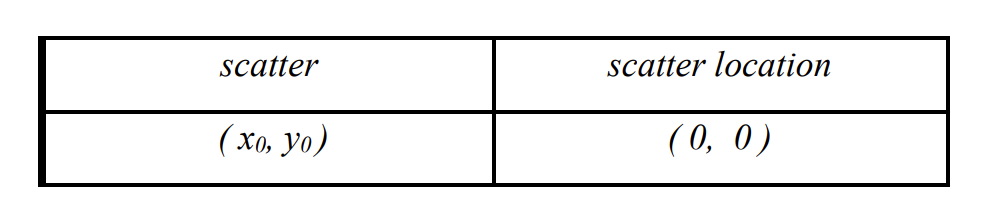 scatter scatter location
( x₀, y₀ ) ( 0, 0 )